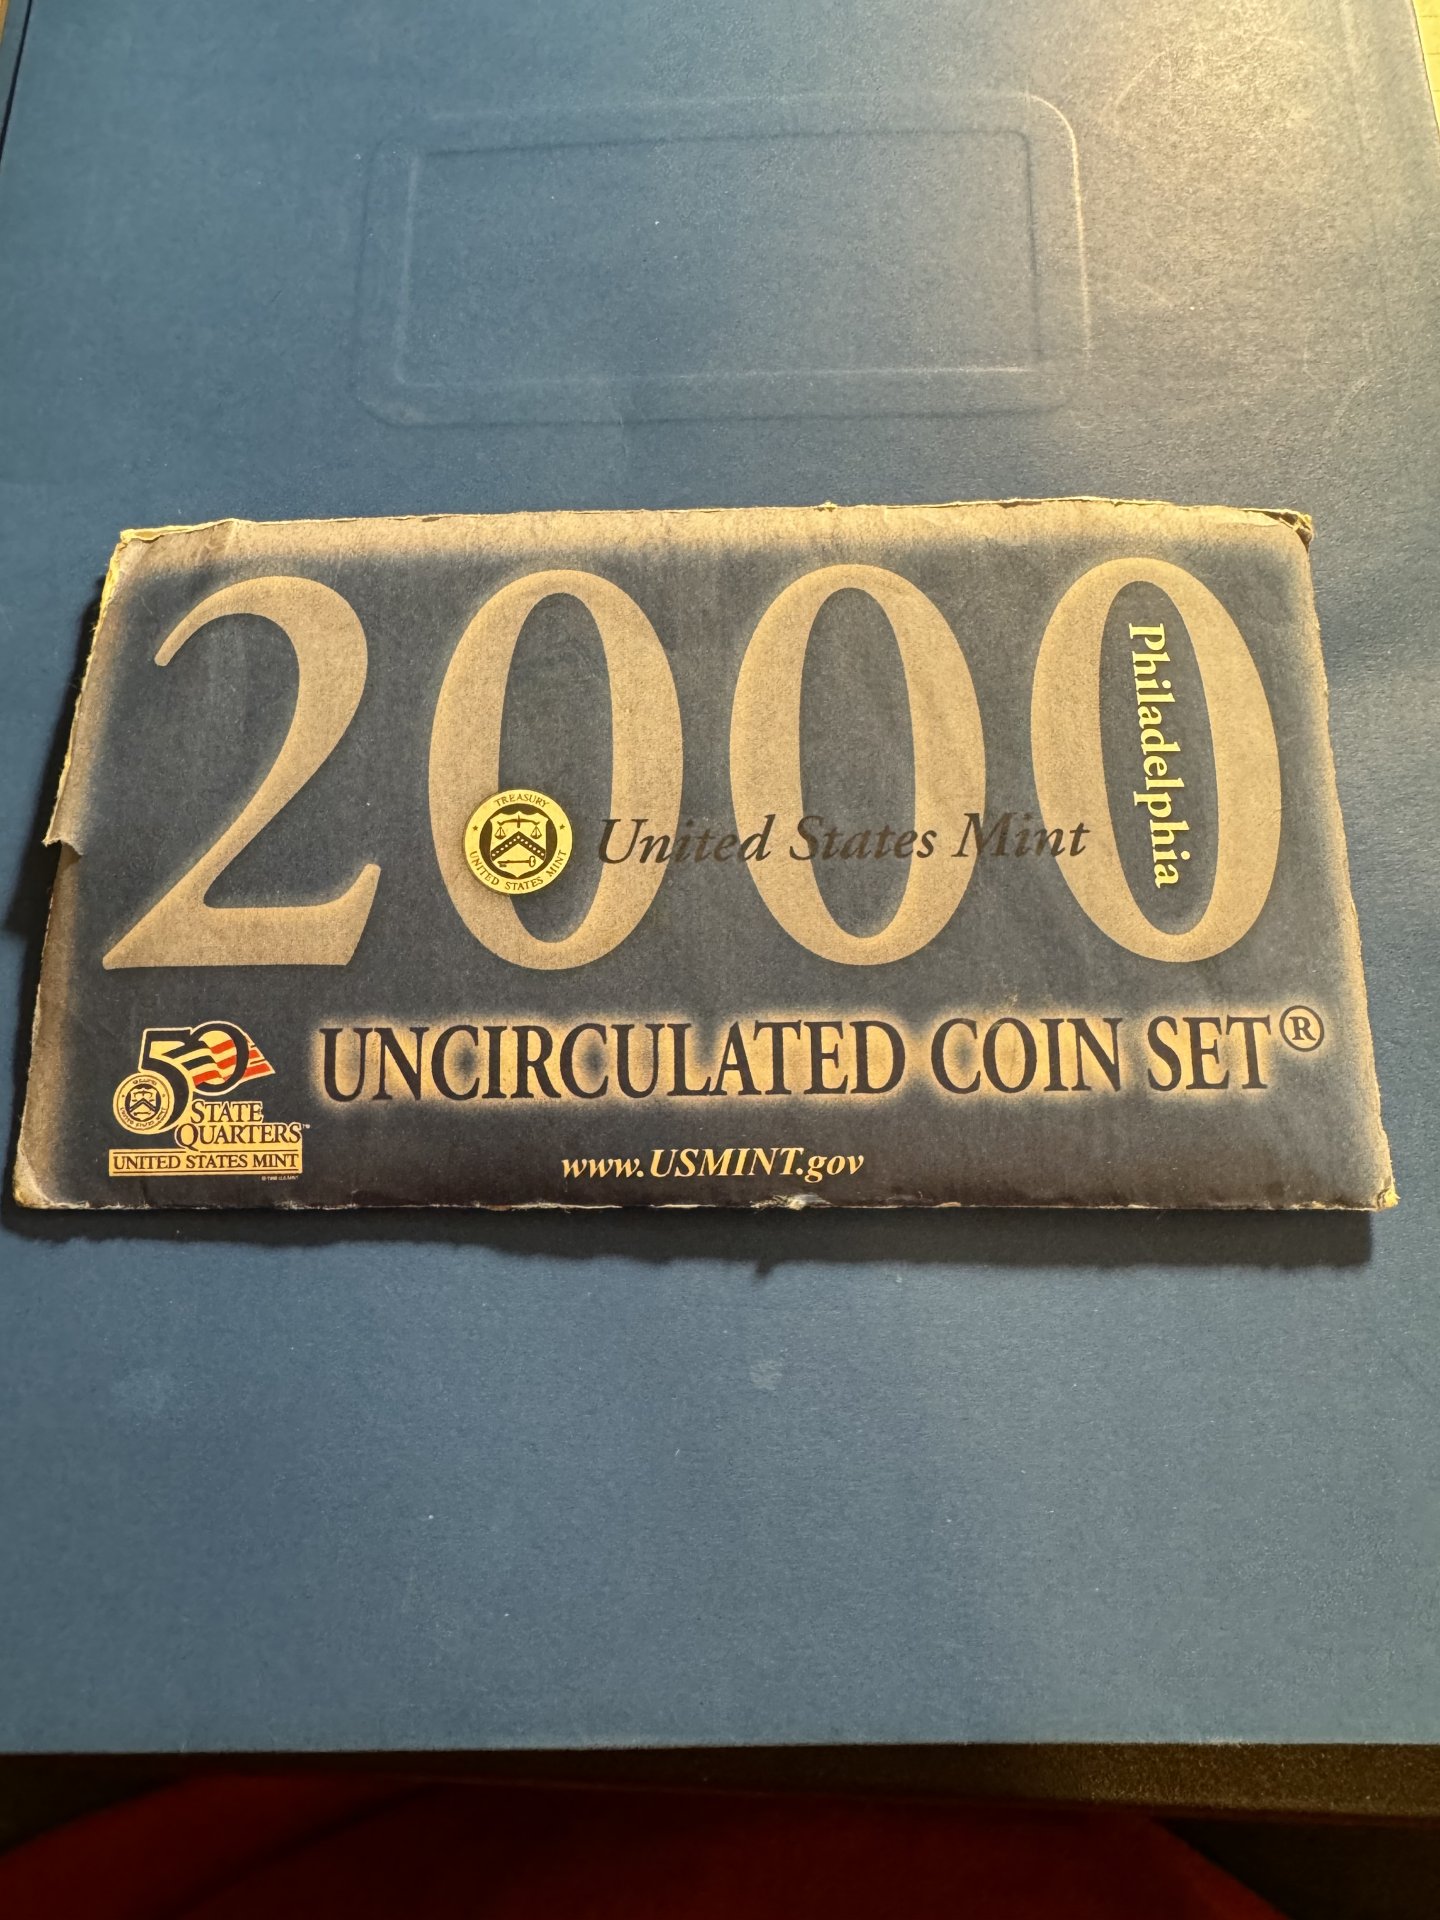 2000
Philadelphia
TREASURY
UNITED STATES MINT
United States Mint
UNCIRCULATED COIN SET®
50
STATE
QUARTERS™
UNITED STATES MINT
www.USMINT.gov